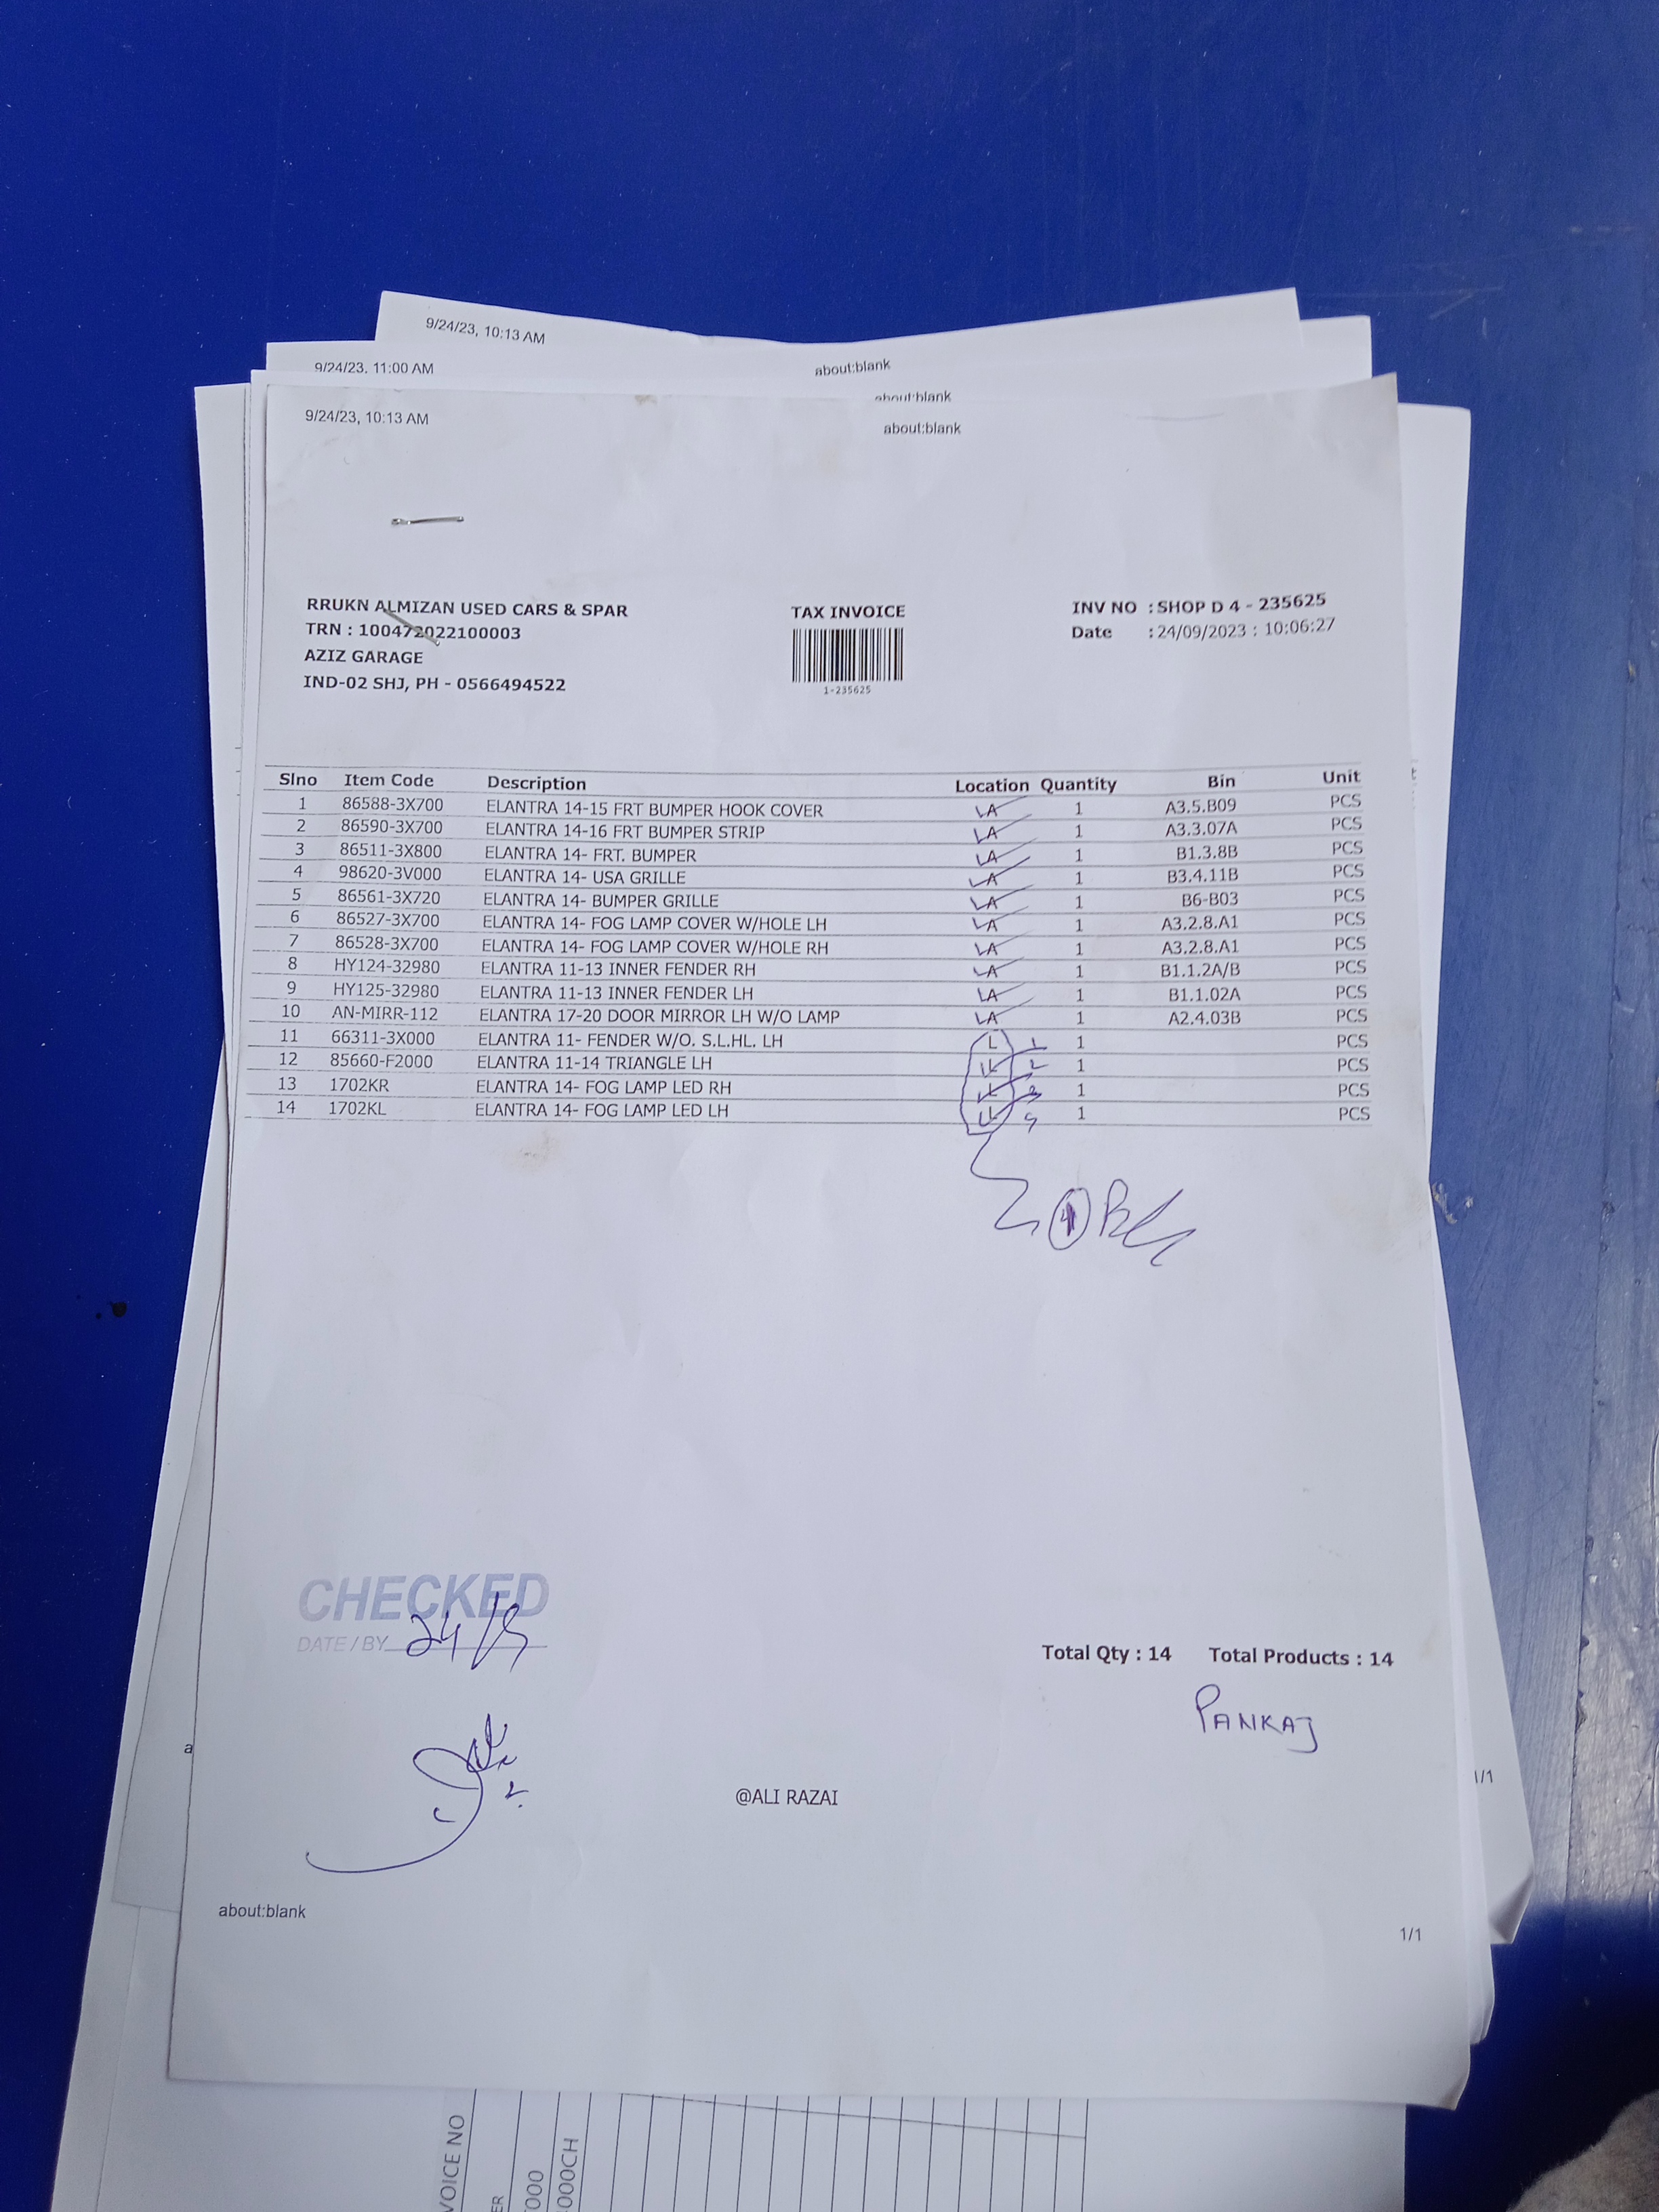 9/24/23, 10:13 AM
9/24/23, 11:00 AM about:blank
about:blank
9/24/23, 10:13 AM about:blank
RRUKN ALMIZAN USED CARS & SPAR TAX INVOICE INV NO : SHOP D 4 - 235625
TRN : 100472022100003 Date : 24/09/2023 : 10:06:27
AZIZ GARAGE
IND-02 SHJ, PH - 0566494522
1-235625
Slno Item Code Description Location Quantity Bin Unit
1 86588-3X700 ELANTRA 14-15 FRT BUMPER HOOK COVER LA 1 A3.5.B09 PCS
2 86590-3X700 ELANTRA 14-16 FRT BUMPER STRIP LA 1 A3.3.07A PCS
3 86511-3X800 ELANTRA 14- FRT. BUMPER LA 1 B1.3.8B PCS
4 98620-3V000 ELANTRA 14- USA GRILLE LA 1 B3.4.11B PCS
5 86561-3X720 ELANTRA 14- BUMPER GRILLE LA 1 B6-B03 PCS
6 86527-3X700 ELANTRA 14- FOG LAMP COVER W/HOLE LH LA 1 A3.2.8.A1 PCS
7 86528-3X700 ELANTRA 14- FOG LAMP COVER W/HOLE RH LA 1 A3.2.8.A1 PCS
8 HY124-32980 ELANTRA 11-13 INNER FENDER RH LA 1 B1.1.2A/B PCS
9 HY125-32980 ELANTRA 11-13 INNER FENDER LH LA 1 B1.1.02A PCS
10 AN-MIRR-112 ELANTRA 17-20 DOOR MIRROR LH W/O LAMP LA 1 A2.4.03B PCS
11 66311-3X000 ELANTRA 11- FENDER W/O. S.L.HL. LH L 1 1 PCS
12 85660-F2000 ELANTRA 11-14 TRIANGLE LH L 2 1 PCS
13 1702KR ELANTRA 14- FOG LAMP LED RH L 3 1 PCS
14 1702KL ELANTRA 14- FOG LAMP LED LH L 1 PCS
CHECKED
DATE / BY 24/9
Total Qty : 14 Total Products : 14
PANKAJ
@ALI RAZAI
about:blank
1/1
1/1
VOICE NO
000CH